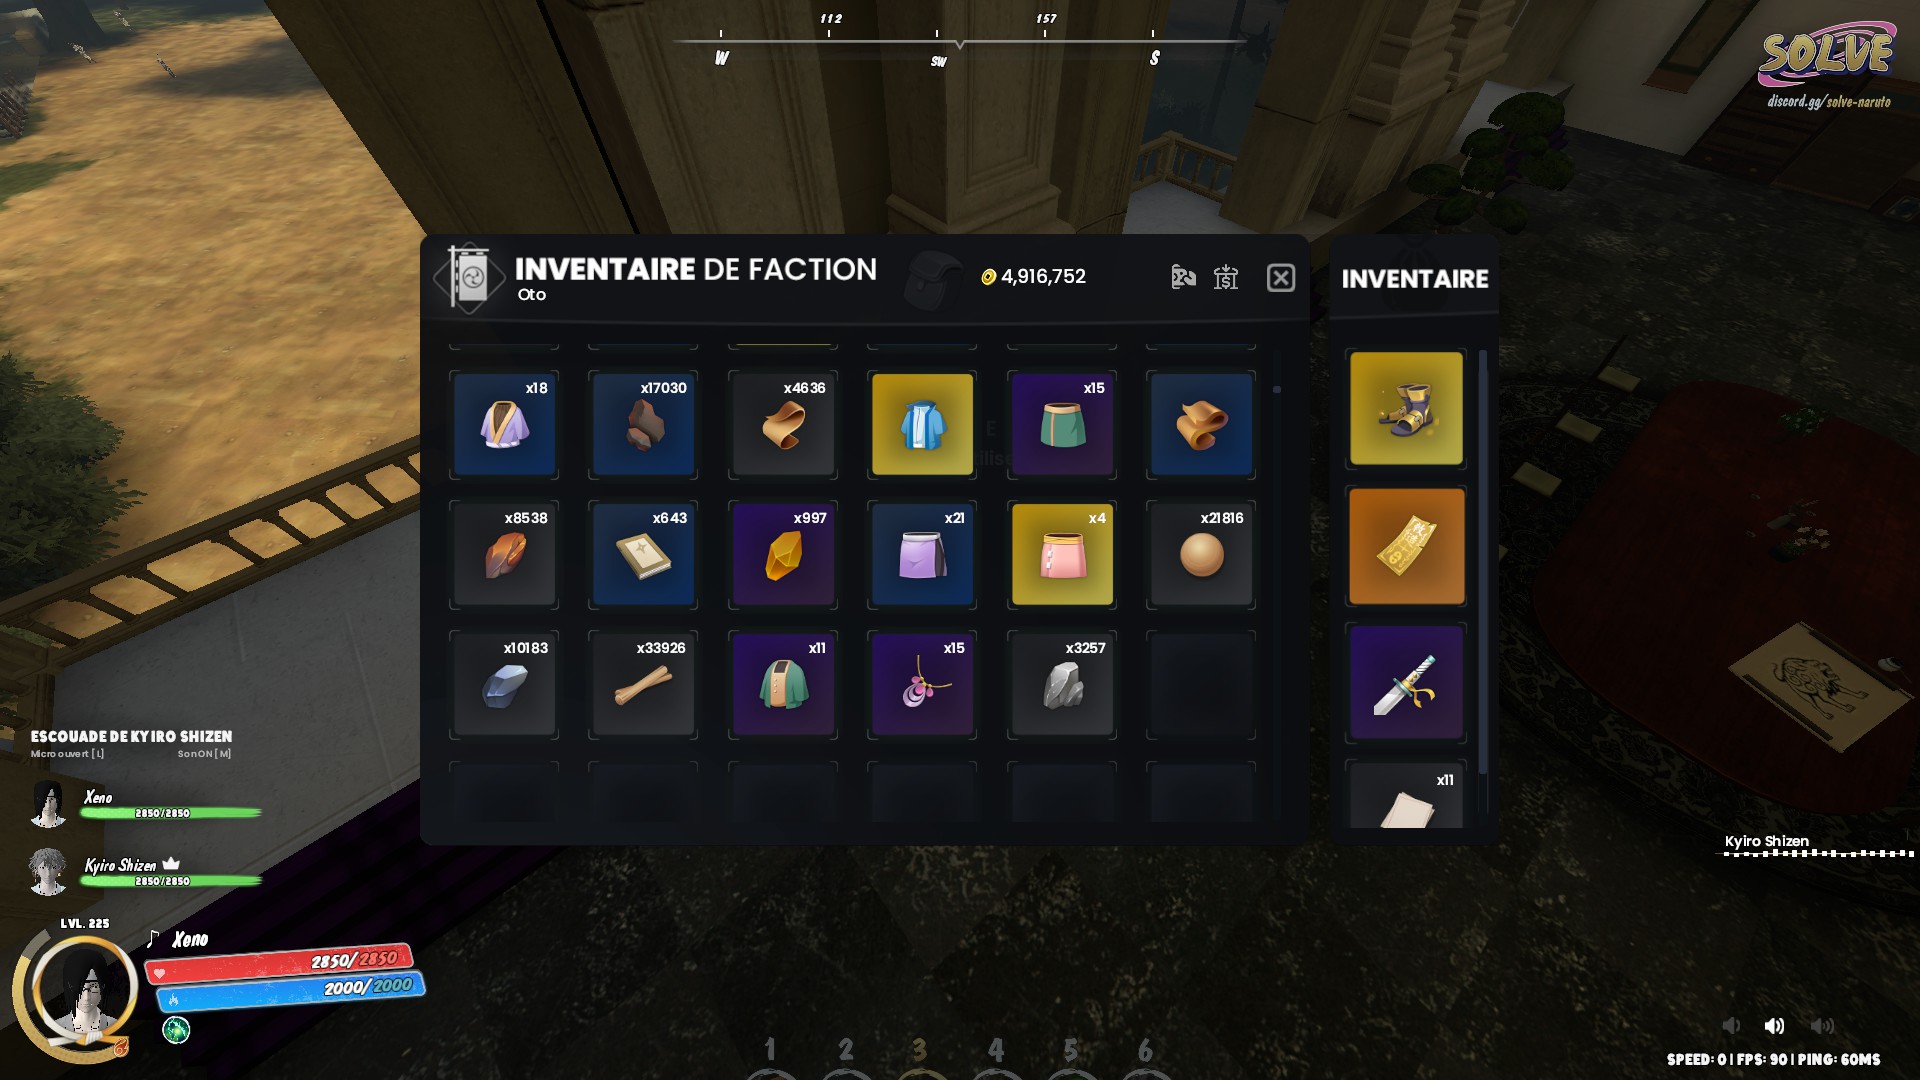 112
157
W
SW
S
SOLVE
discord.gg/solve-naruto
INVENTAIRE DE FACTION
Oto
4,916,752
INVENTAIRE
x18
x17030
x4636
x15
x8538
x643
x997
x21
x4
x21816
x10183
x33926
x11
x15
x3257
x11
ESCOUADE DE KYIRO SHIZEN
Micro ouvert [L]
Son ON [M]
Xeno
2850/2850
Kyiro Shizen
2850/2850
LVL. 225
Xeno
2850/2850
2000/2000
Kyiro Shizen
1
2
3
4
5
6
SPEED: 0 | FPS: 90 | PING: 60MS